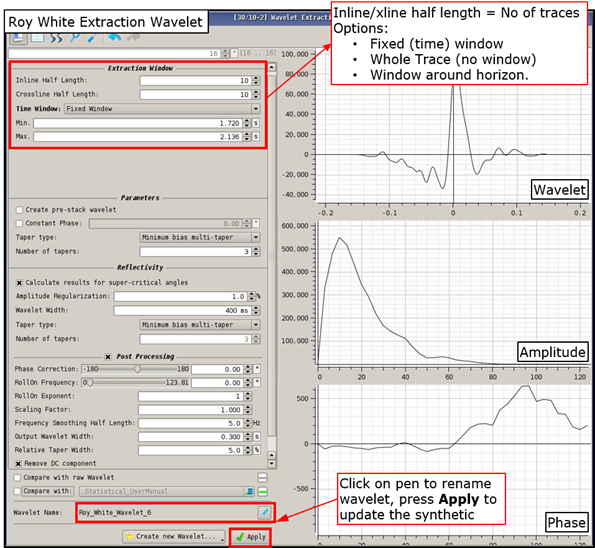 Roy White Extraction Wavelet
[30/10-2] Wavelet Extrac
Inline/xline half length = No of traces
Options:
• Fixed (time) window
• Whole Trace (no window)
• Window around horizon.
16 ° [16 .. 16]
Extraction Window
Inline Half Length: 10
Crossline Half Length: 10
Time Window: Fixed Window
Min. 1.720 s
Max. 2.136 s
Parameters
Create pre-stack wavelet
Constant Phase: 0.00 °
Taper type: Minimum bias multi-taper
Number of tapers: 3
Reflectivity
Calculate results for super-critical angles
Amplitude Regularization: 1.0 %
Wavelet Width: 400 ms
Taper type: Minimum bias multi-taper
Number of tapers: 3
Post Processing
Phase Correction: -180 180 0.00 °
RollOn Frequency: 0 123.81 0.00 °
RollOn Exponent: 1
Scaling Factor: 1.000
Frequency Smoothing Half Length: 5.0 Hz
Output Wavelet Width: 0.300 s
Relative Taper Width: 5.0 %
Remove DC component
Compare with raw Wavelet
Compare with: Statistical_UserManual
Wavelet Name: Roy_White_Wavelet_6
Create new Wavelet...
Apply
100,000
80,000
60,000
40,000
20,000
0
-20,000
-40,000
Wavelet
-0.2 -0.1 0 0.1 0.2
600,000
500,000
400,000
300,000
200,000
100,000
0
Amplitude
0 20 40 60 80 100 120
500
0
-500
Click on pen to rename
wavelet, press Apply to
update the synthetic
Phase
0 20 40 60 80 100 120